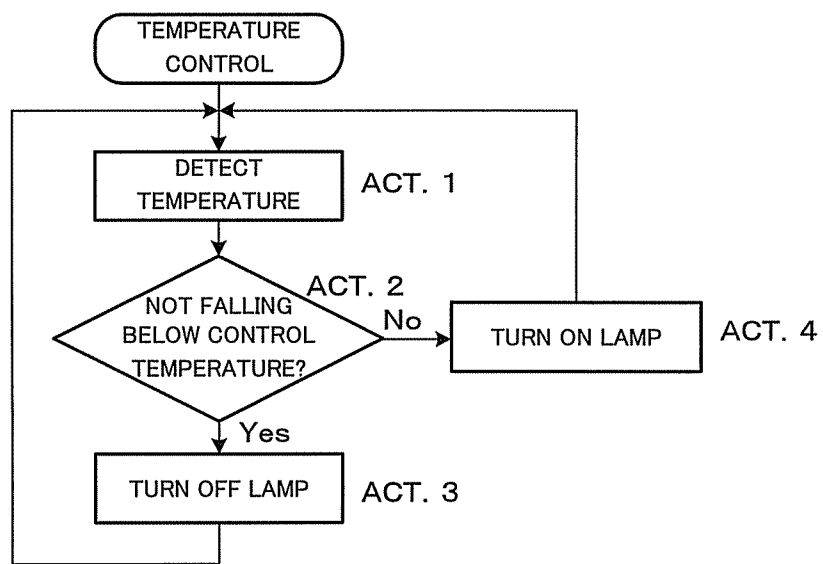 TEMPERATURE
CONTROL
DETECT
TEMPERATURE
ACT. 1
ACT. 2
NOT FALLING
BELOW CONTROL
TEMPERATURE?
No
TURN ON LAMP
ACT. 4
Yes
TURN OFF LAMP
ACT. 3